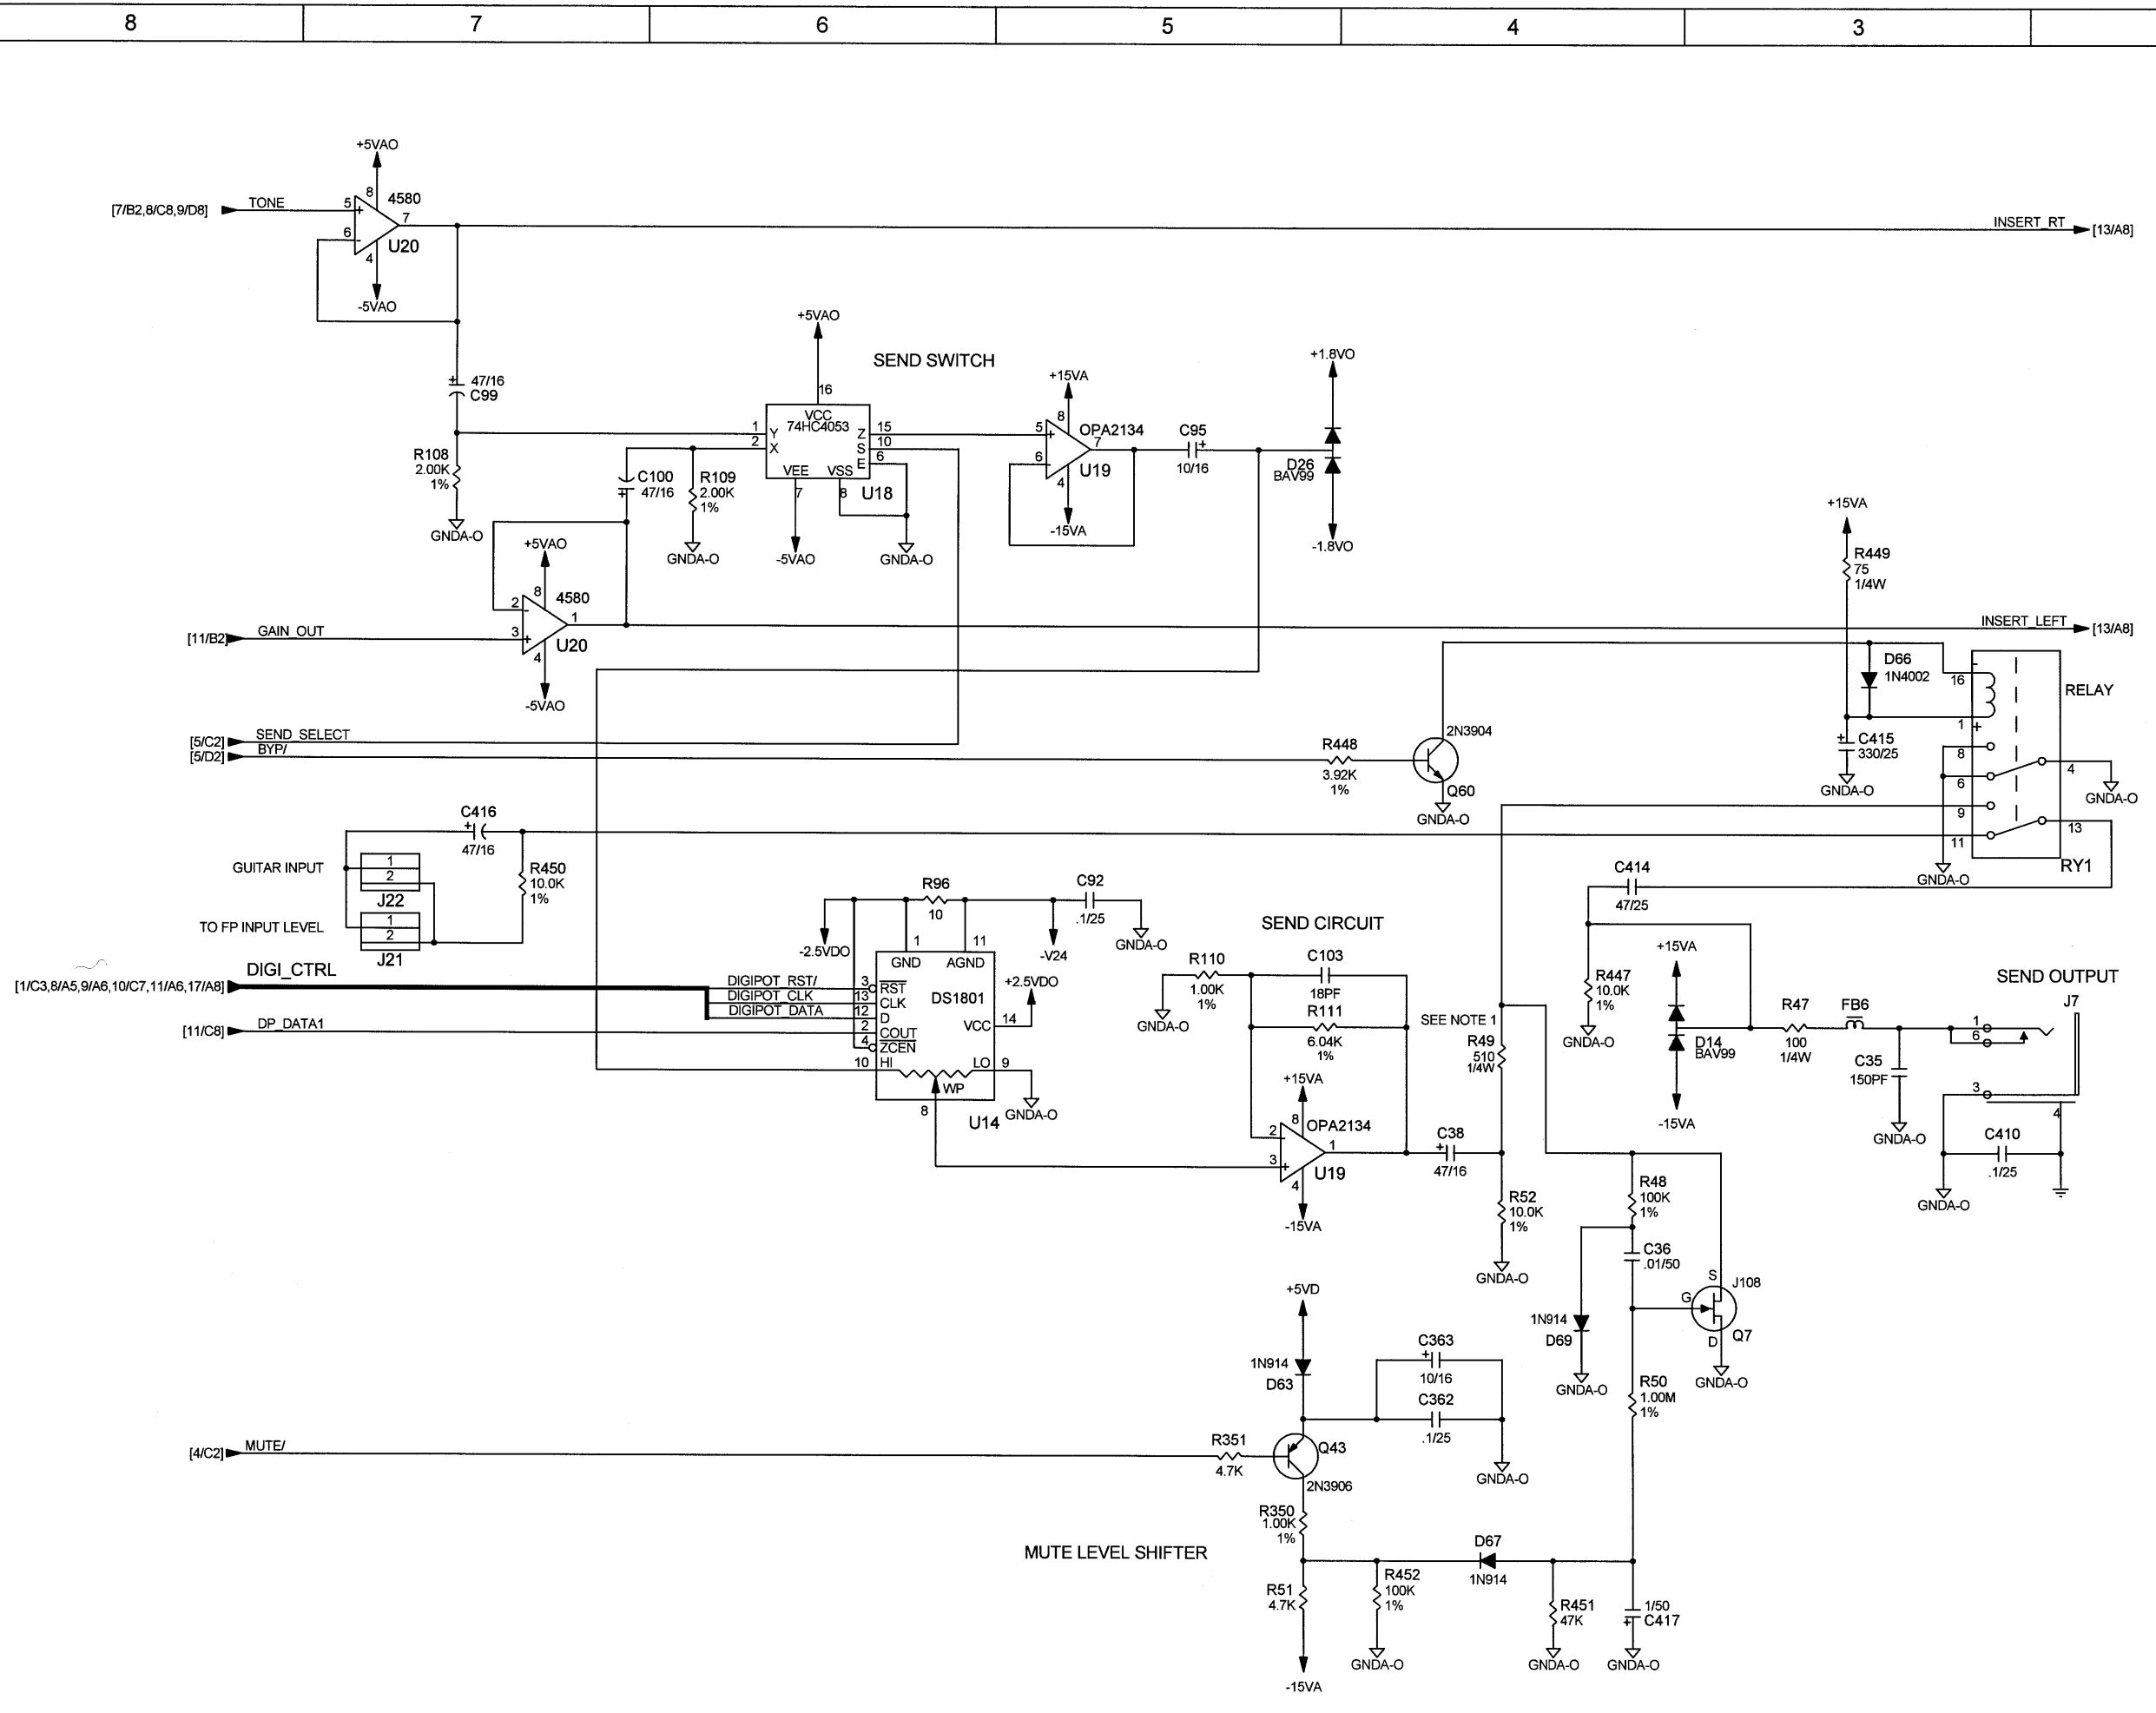 8 7 6 5 4 3
+5VAO
8 4580
[7/B2,8/C8,9/D8] TONE 5 + 7
6 -
U20
4
-5VAO
INSERT_RT [13/A8]
+5VAO
SEND SWITCH
+1.8VO
+15VA
47/16
+
C99
16
VCC
74HC4053
8
OPA2134
1 Y Z 15
2 X S 10
E 6
5 + 7
6 -
U19
4
-15VA
C95
+
10/16
D26
BAV99
-1.8VO
R108
2.00K
1%
GNDA-O
C100
+ 47/16
R109
2.00K
1%
GNDA-O
VEE VSS
7 8 U18
-5VAO
GNDA-O
+15VA
R449
75
1/4W
+5VAO
8 4580
2 - 1
[11/B2] GAIN_OUT 3 +
U20
4
-5VAO
INSERT_LEFT [13/A8]
D66
1N4002
-
16
RELAY
1
+
[5/C2] SEND_SELECT
[5/D2] BYP/
R448
3.92K
1%
2N3904
Q60
GNDA-O
+ C415
330/25
GNDA-O
8
6
4
GNDA-O
9
11
13
RY1
GNDA-O
C416
+
47/16
GUITAR INPUT
1
2
J22
R450
10.0K
1%
TO FP INPUT LEVEL
1
2
J21
C414
47/25
R96
10
C92
.1/25
-2.5VDO
1 11
-V24
GNDA-O
SEND CIRCUIT
GND AGND
DIGI_CTRL
[1/C3,8/A5,9/A6,10/C7,11/A6,17/A8]
DIGIPOT_RST/ 3 RST
DIGIPOT_CLK 13 CLK
DIGIPOT_DATA 12 D
[11/C8] DP_DATA1 2 COUT
4 ZCEN
10 HI
DS1801
+2.5VDO
VCC 14
LO 9
WP
8
U14
GNDA-O
R110
1.00K
1%
GNDA-O
C103
18PF
R111
6.04K
1%
+15VA
8
OPA2134
2 - 1
3 +
U19
4
-15VA
C38
+
47/16
SEE NOTE 1
R49
510
1/4W
R52
10.0K
1%
GNDA-O
R447
10.0K
1%
GNDA-O
+15VA
D14
BAV99
-15VA
R47
100
1/4W
FB6
C35
150PF
GNDA-O
SEND OUTPUT
J7
1
6
3
4
C410
.1/25
GNDA-O
R48
100K
1%
C36
.01/50
S J108
G
D Q7
GNDA-O
1N914
D69
GNDA-O
R50
1.00M
1%
+5VD
1N914
D63
C363
+
10/16
C362
.1/25
GNDA-O
[4/C2] MUTE/
R351
4.7K
Q43
2N3906
R350
1.00K
1%
MUTE LEVEL SHIFTER
R51
4.7K
-15VA
R452
100K
1%
GNDA-O
D67
1N914
R451
47K
GNDA-O
1/50
+ C417
GNDA-O